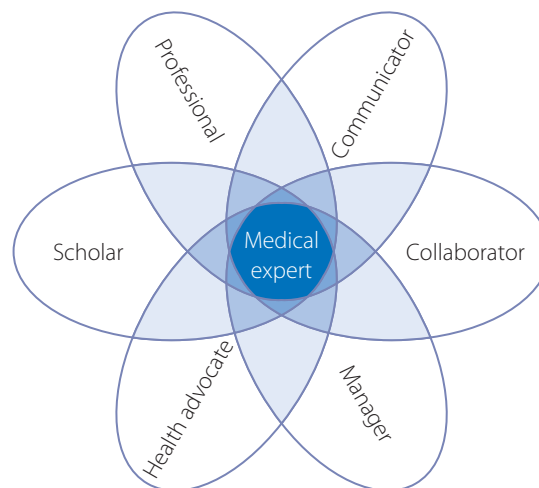 Professional
Communicator
Scholar
Medical
expert
Collaborator
Health advocate
Manager